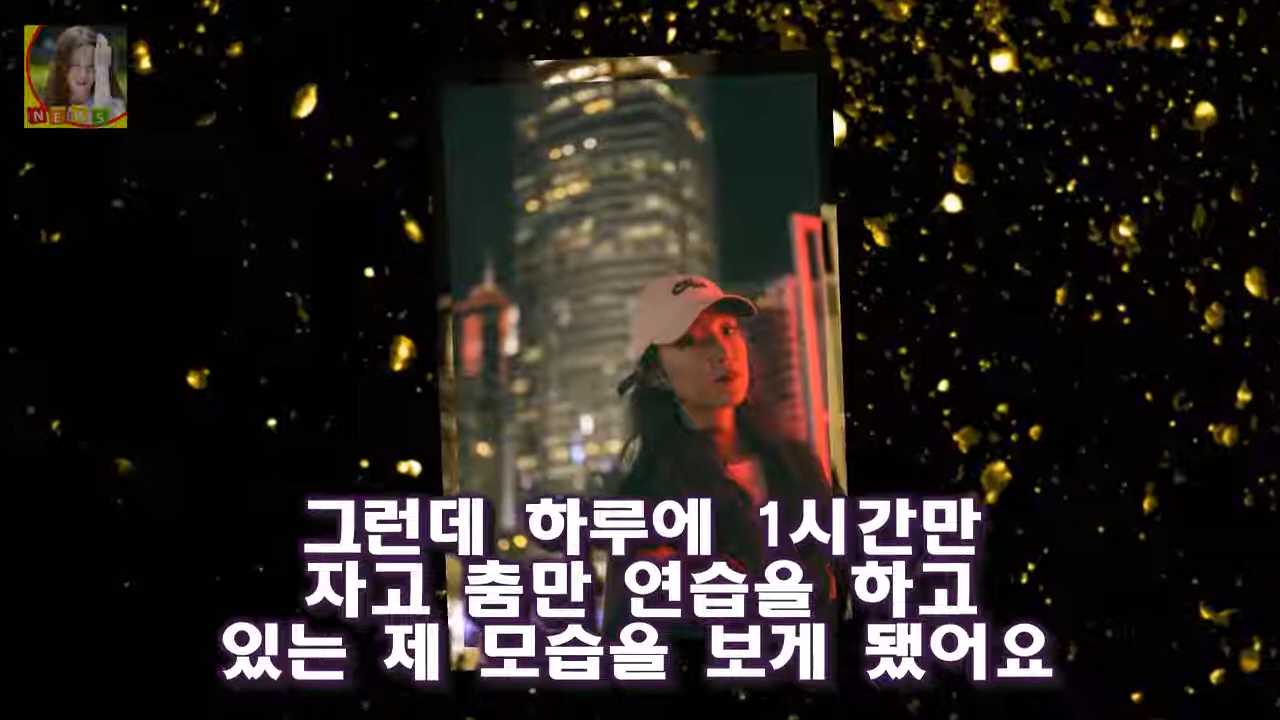 NEWS
그런데 하루에 1시간만
자고 춤만 연습을 하고
있는 제 모습을 보게 됐어요